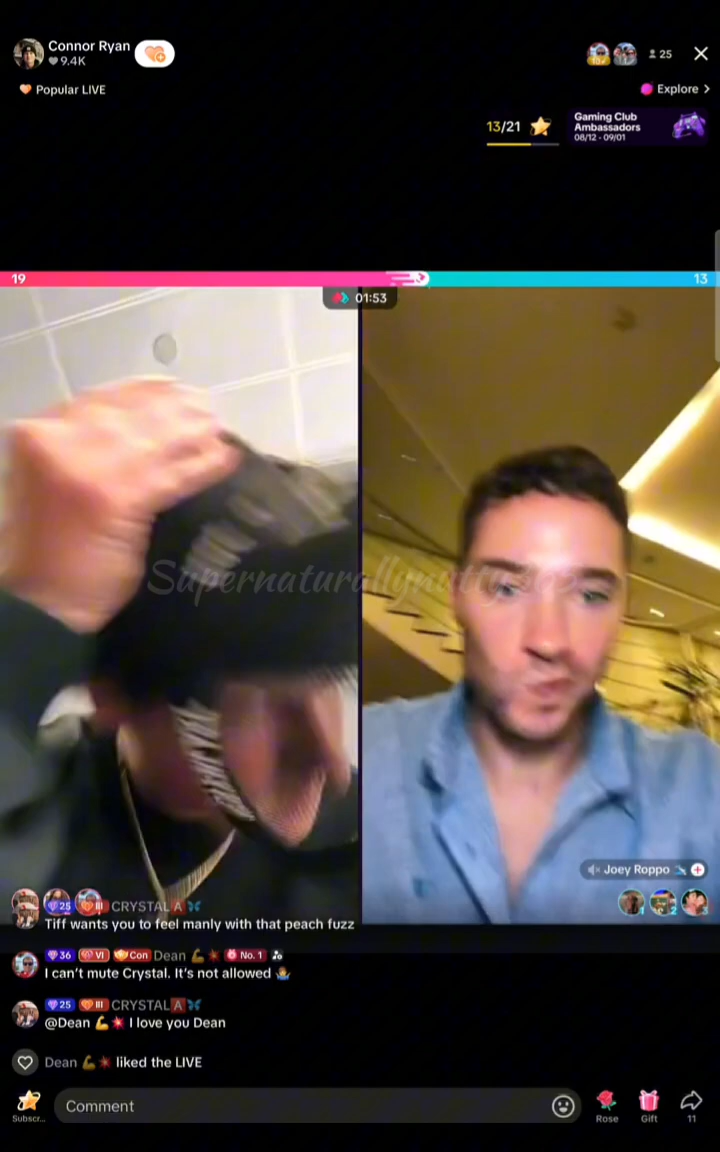 Connor Ryan
9.4K
25
Popular LIVE
Explore >
13/21
Gaming Club
Ambassadors
08/12 - 09/01
19
13
01:53
Joey Roppo
25 III CRYSTAL A
Tiff wants you to feel manly with that peach fuzz
36 VI Con Dean No. 1
I can't mute Crystal. It's not allowed
25 III CRYSTAL A
@Dean I love you Dean
Dean liked the LIVE
Subscr...
Comment
Rose
Gift
11